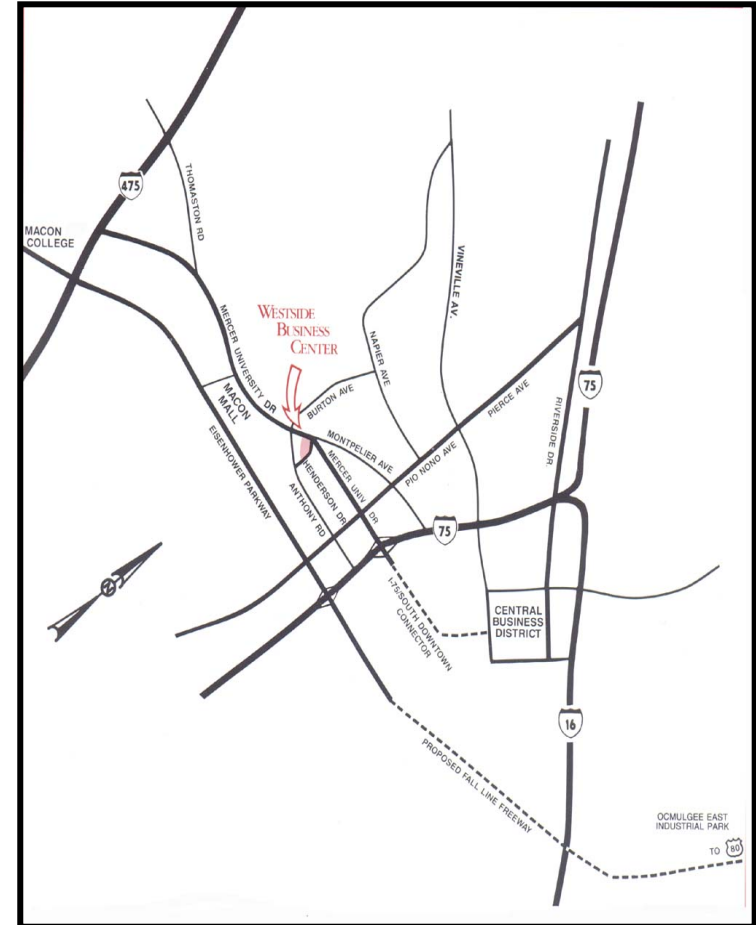 475
THOMASTON RD
MACON
COLLEGE
VINEVILLE AV.
WESTSIDE
BUSINESS
CENTER
MERCER UNIVERSITY DR
NAPIER AVE
BURTON AVE
MACON
MALL
PIERCE AVE
75
RIVERSIDE DR
MONTPELIER AVE
PIO NONO AVE
EISENHOWER PARKWAY
MERCER UNIV. DR
HENDERSON DR
ANTHONY RD
75
N
I-75/SOUTH DOWNTOWN
CONNECTOR
CENTRAL
BUSINESS
DISTRICT
16
PROPOSED FALL LINE FREEWAY
OCMULGEE EAST
INDUSTRIAL PARK
TO 80